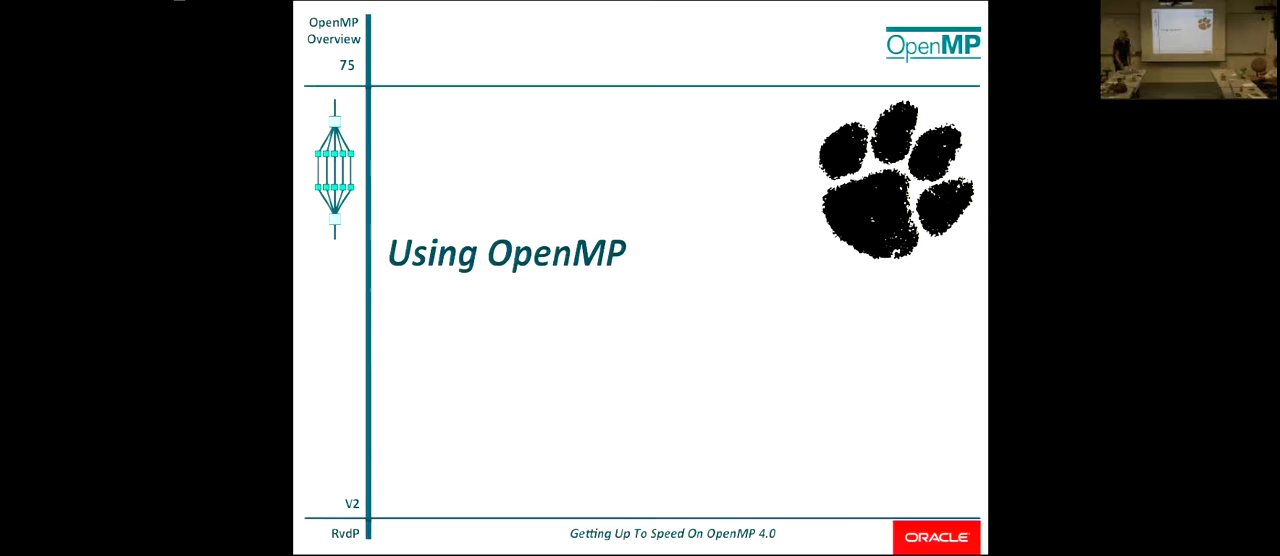 OpenMP
Overview
75
OpenMP
Using OpenMP
V2
RvdP
Getting Up To Speed On OpenMP 4.0
ORACLE